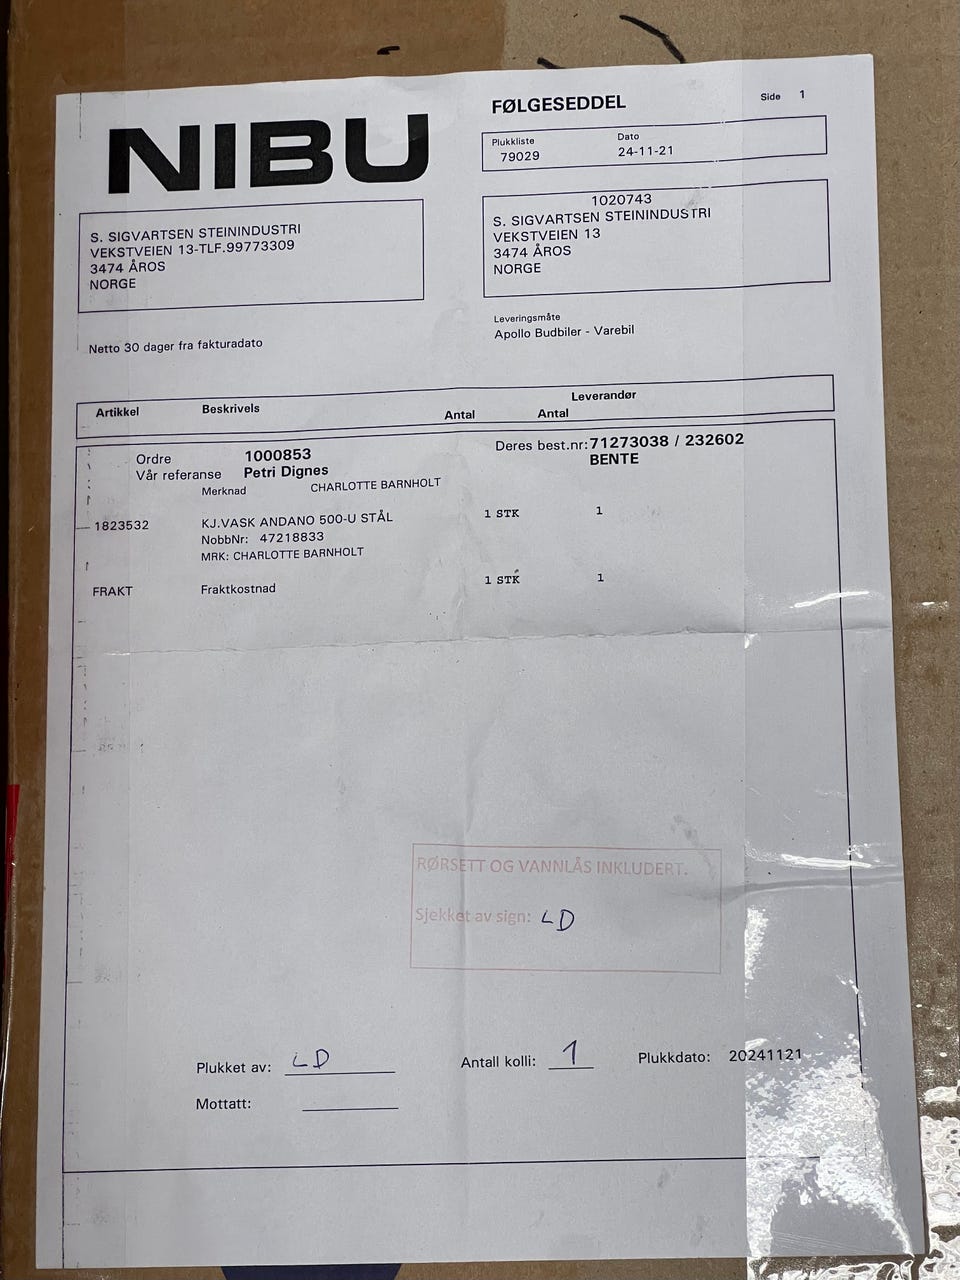 NIBU
FØLGESEDDEL
Side 1
Plukkliste Dato
79029 24-11-21
S. SIGVARTSEN STEININDUSTRI
VEKSTVEIEN 13-TLF.99773309
3474 ÅROS
NORGE
1020743
S. SIGVARTSEN STEININDUSTRI
VEKSTVEIEN 13
3474 ÅROS
NORGE
Leveringsmåte
Apollo Budbiler - Varebil
Netto 30 dager fra fakturadato
Leverandør
Artikkel Beskrivels Antal Antal
Ordre 1000853 Deres best.nr: 71273038 / 232602
Vår referanse Petri Dignes BENTE
Merknad CHARLOTTE BARNHOLT
1823532 KJ.VASK ANDANO 500-U STÅL 1 STK 1
NobbNr: 47218833
MRK: CHARLOTTE BARNHOLT
FRAKT Fraktkostnad 1 STK 1
RØRSETT OG VANNLÅS INKLUDERT.
Sjekket av sign: LD
Plukket av: LD Antall kolli: 1 Plukkdato: 20241121
Mottatt: